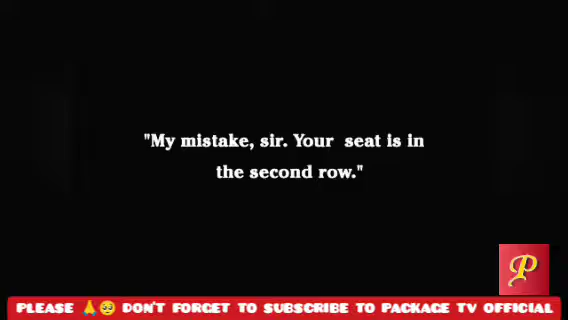 "My mistake, sir. Your seat is in
the second row."
P
PLEASE 🙏🥺 DON'T FORGET TO SUBSCRIBE TO PACKAGE TV OFFICIAL